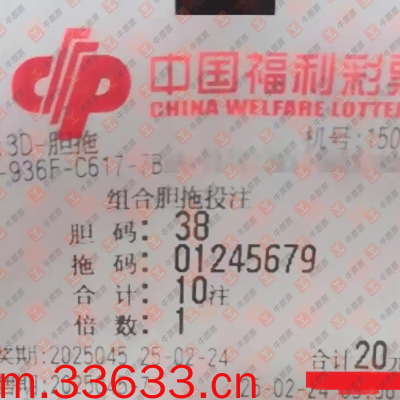 中国福利彩票
CHINA WELFARE LOTTE
3D-胆拖
机号:150
-936F-C617-7B
组合胆拖投注
胆 码: 38
拖 码: 01245679
合 计: 10注
倍 数: 1
奖期:2025045 25-02-24
合计20元
m.33633.cn